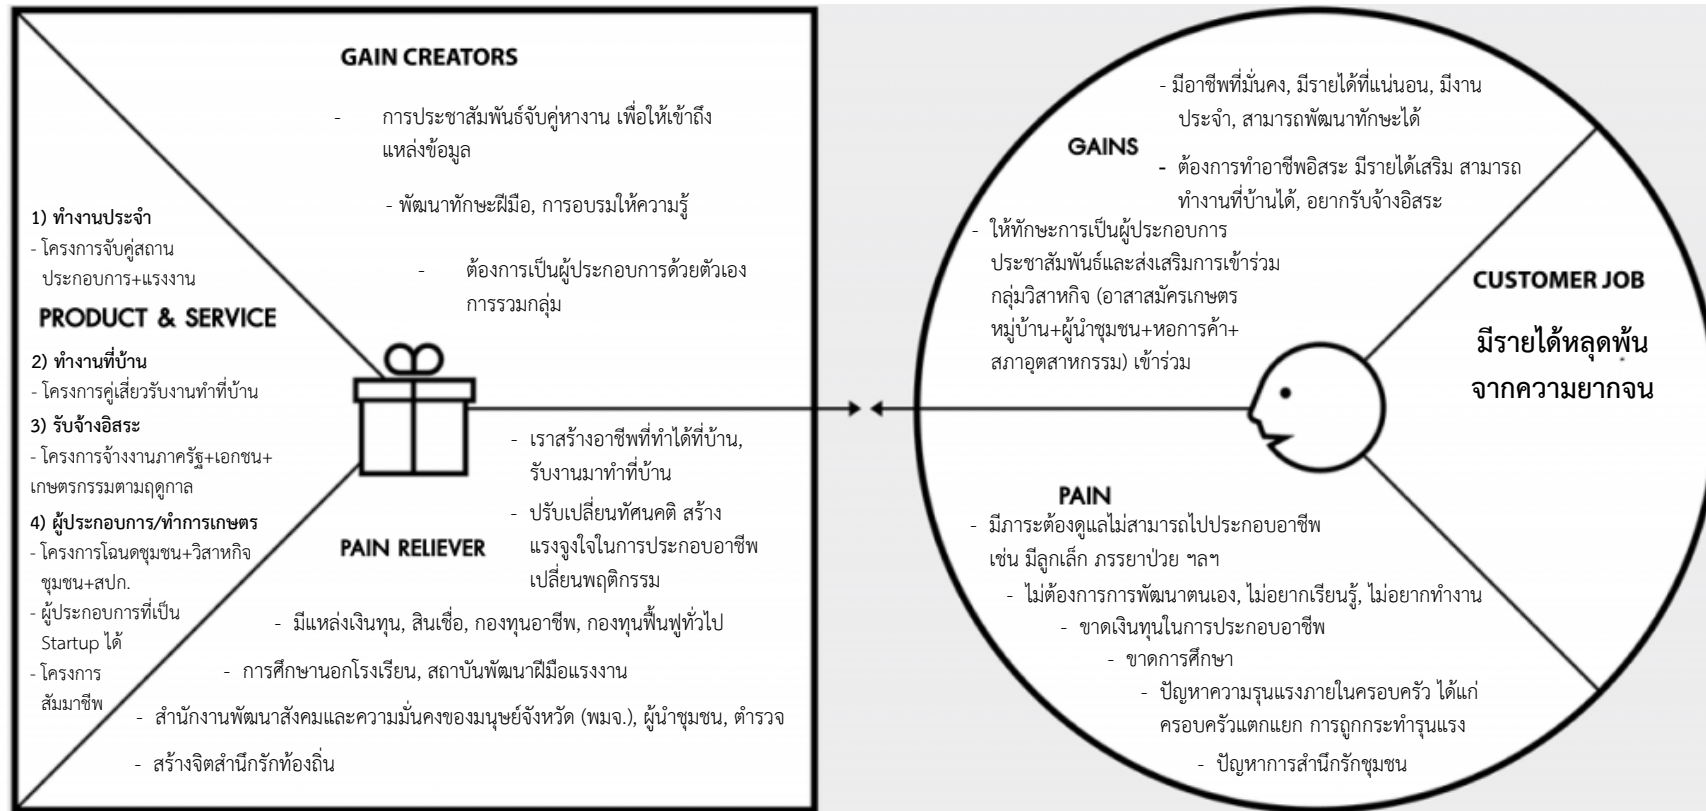 GAIN CREATORS
- การประชาสัมพันธ์จับคู่หางาน เพื่อให้เข้าถึง
แหล่งข้อมูล
- พัฒนาทักษะฝีมือ, การอบรมให้ความรู้
- ต้องการเป็นผู้ประกอบการด้วยตัวเอง
การรวมกลุ่ม
1) ทำงานประจำ
- โครงการจับคู่สถาน
ประกอบการ+แรงงาน
PRODUCT & SERVICE
2) ทำงานที่บ้าน
- โครงการคู่เสี่ยวรับงานทำที่บ้าน
3) รับจ้างอิสระ
- โครงการจ้างงานภาครัฐ+เอกชน+
เกษตรกรรมตามฤดูกาล
4) ผู้ประกอบการ/ทำการเกษตร
- โครงการโฉนดชุมชน+วิสาหกิจ
ชุมชน+สปก.
- ผู้ประกอบการที่เป็น
Startup ได้
- โครงการ
สัมมาชีพ
- เราสร้างอาชีพที่ทำได้ที่บ้าน,
รับงานมาทำที่บ้าน
- ปรับเปลี่ยนทัศนคติ สร้าง
แรงจูงใจในการประกอบอาชีพ
เปลี่ยนพฤติกรรม
PAIN RELIEVER
- มีแหล่งเงินทุน, สินเชื่อ, กองทุนอาชีพ, กองทุนฟื้นฟูทั่วไป
- การศึกษานอกโรงเรียน, สถาบันพัฒนาฝีมือแรงงาน
- สำนักงานพัฒนาสังคมและความมั่นคงของมนุษย์จังหวัด (พมจ.), ผู้นำชุมชน, ตำรวจ
- สร้างจิตสำนึกรักท้องถิ่น
- มีอาชีพที่มั่นคง, มีรายได้ที่แน่นอน, มีงาน
ประจำ, สามารถพัฒนาทักษะได้
GAINS
- ต้องการทำอาชีพอิสระ มีรายได้เสริม สามารถ
ทำงานที่บ้านได้, อยากรับจ้างอิสระ
- ให้ทักษะการเป็นผู้ประกอบการ
ประชาสัมพันธ์และส่งเสริมการเข้าร่วม
กลุ่มวิสาหกิจ (อาสาสมัครเกษตร
หมู่บ้าน+ผู้นำชุมชน+หอการค้า+
สภาอุตสาหกรรม) เข้าร่วม
CUSTOMER JOB
มีรายได้หลุดพ้น
จากความยากจน
PAIN
- มีภาระต้องดูแลไม่สามารถไปประกอบอาชีพ
เช่น มีลูกเล็ก ภรรยาป่วย ฯลฯ
- ไม่ต้องการการพัฒนาตนเอง, ไม่อยากเรียนรู้, ไม่อยากทำงาน
- ขาดเงินทุนในการประกอบอาชีพ
- ขาดการศึกษา
- ปัญหาความรุนแรงภายในครอบครัว ได้แก่
ครอบครัวแตกแยก การถูกกระทำรุนแรง
- ปัญหาการสำนึกรักชุมชน